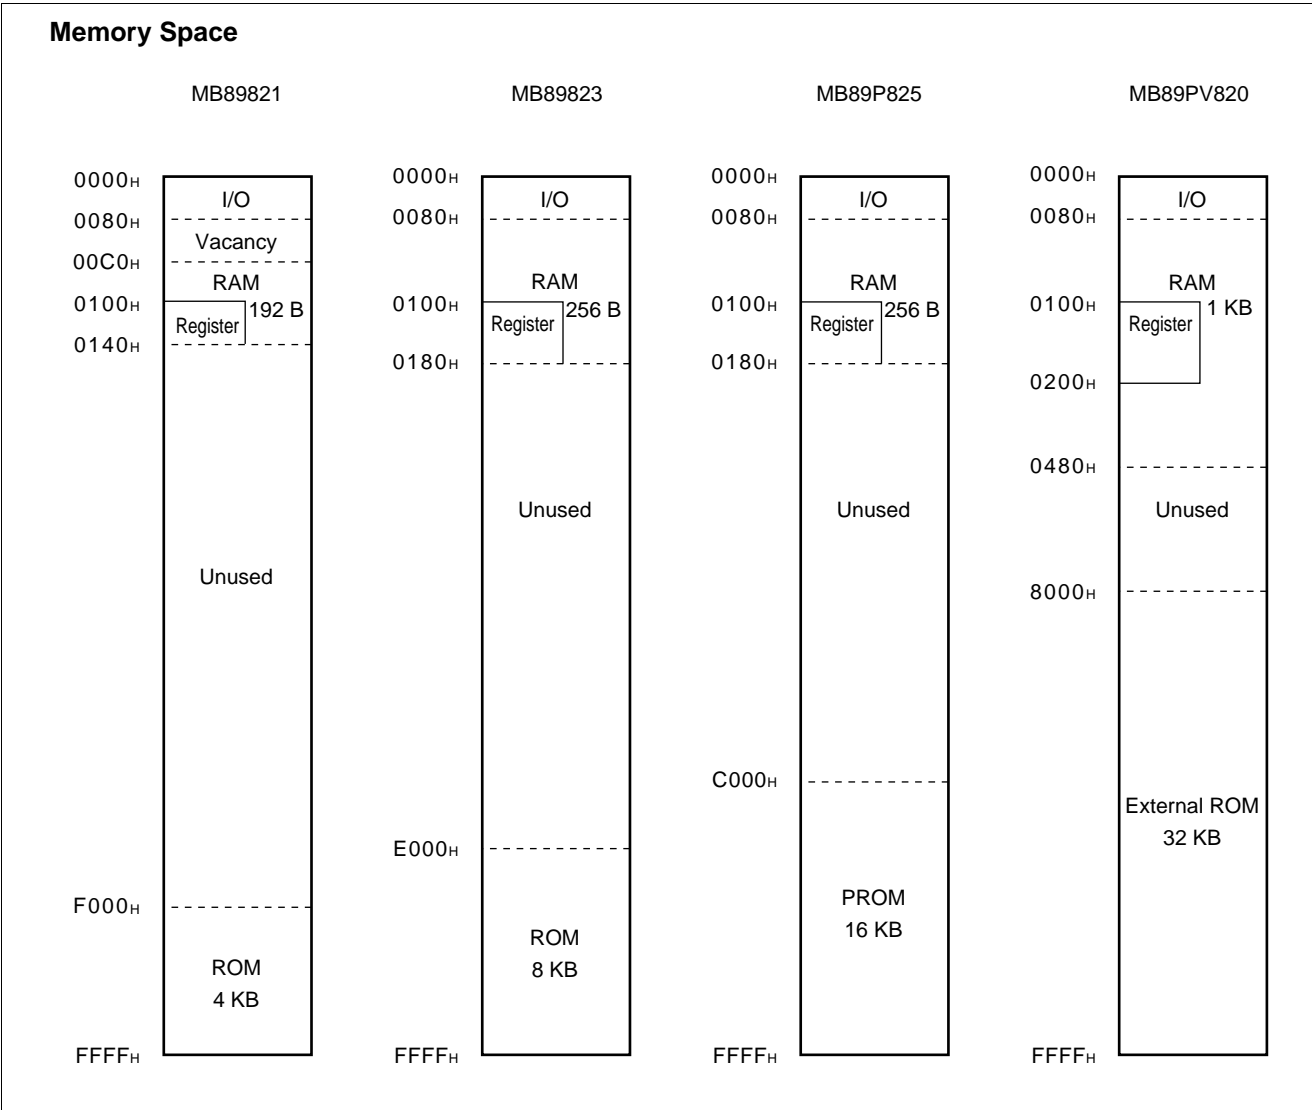 Memory Space
MB89821
0000H
I/O
0080H
Vacancy
00C0H
RAM
0100H
192 B
Register
0140H
Unused
F000H
ROM
4 KB
FFFFH
MB89823
0000H
I/O
0080H
RAM
0100H
256 B
Register
0180H
Unused
E000H
ROM
8 KB
FFFFH
MB89P825
0000H
I/O
0080H
RAM
0100H
256 B
Register
0180H
Unused
C000H
PROM
16 KB
FFFFH
MB89PV820
0000H
I/O
0080H
RAM
0100H
1 KB
Register
0200H
0480H
Unused
8000H
External ROM
32 KB
FFFFH